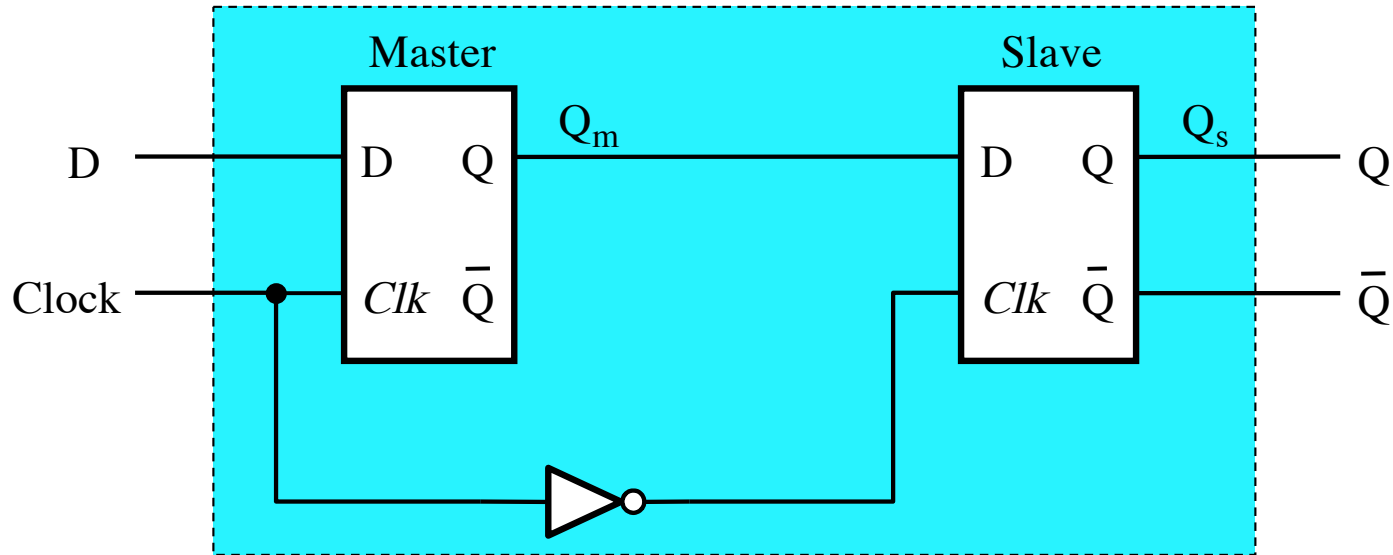 Master Slave
Qₘ Qₛ
D D Q D Q Q
Clock Clk Q̅ Clk Q̅ Q̅